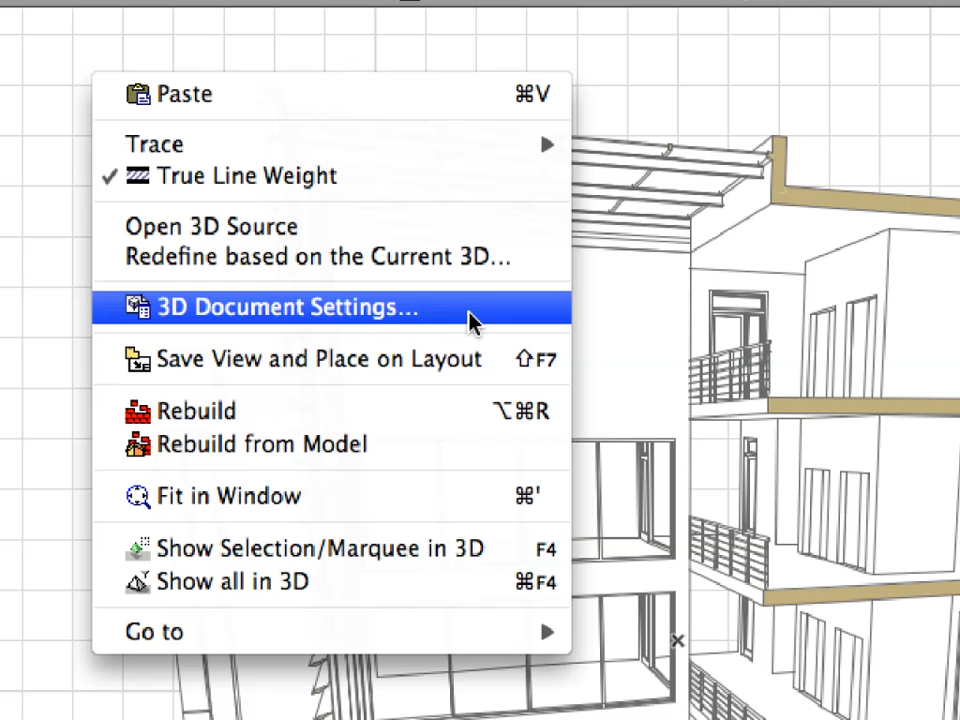 Paste ⌘V
Trace
True Line Weight
Open 3D Source
Redefine based on the Current 3D...
3D Document Settings...
Save View and Place on Layout ⇧F7
Rebuild ⌥⌘R
Rebuild from Model
Fit in Window ⌘'
Show Selection/Marquee in 3D F4
Show all in 3D ⌘F4
Go to